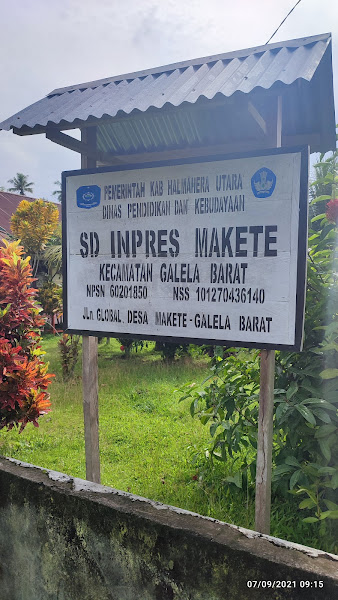 PEMERINTAH KAB HALMAHERA UTARA
DINAS PENDIDIKAN DAN KEBUDAYAAN
SD INPRES MAKETE
KECAMATAN GALELA BARAT
NPSN 60201850 NSS 101270436140
JLn GLOBAL DESA MAKETE - GALELA BARAT
07/09/2021 09:15